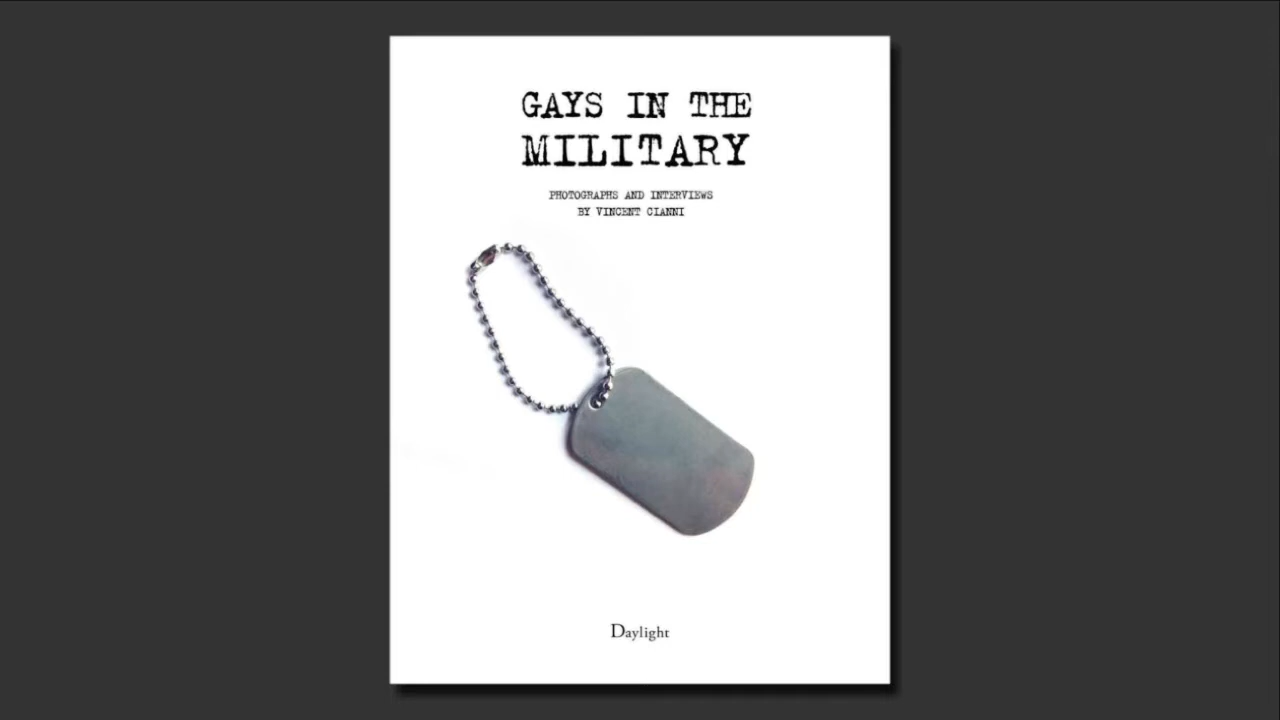 GAYS IN THE
MILITARY
PHOTOGRAPHS AND INTERVIEWS
BY VINCENT CIANNI
Daylight